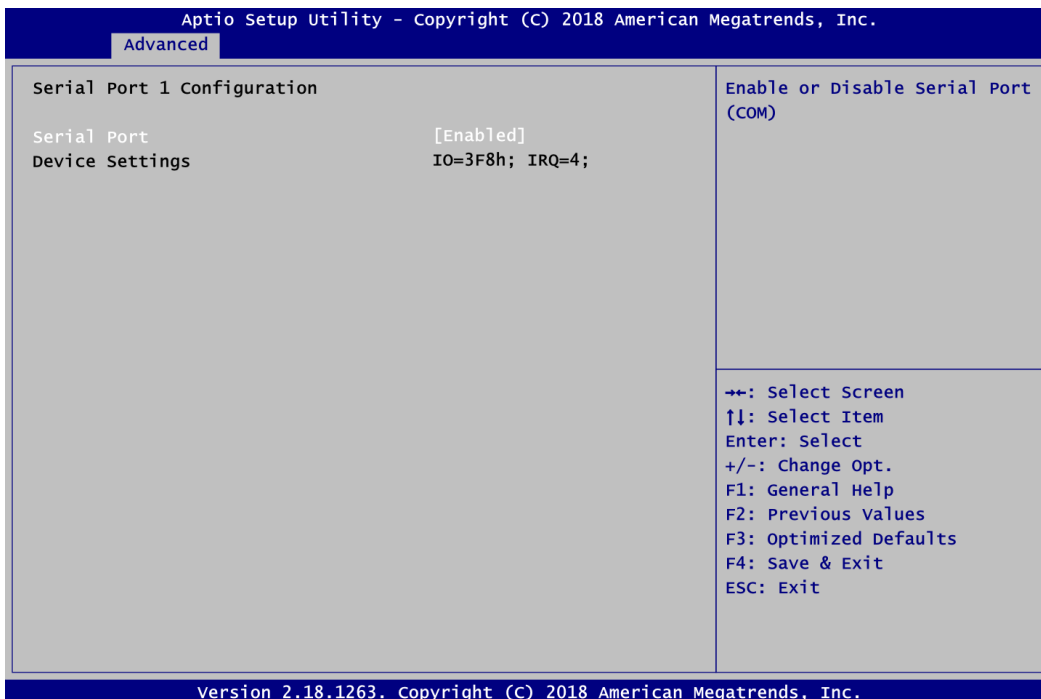 Aptio Setup Utility - Copyright (C) 2018 American Megatrends, Inc.
Advanced
Serial Port 1 Configuration
Serial Port [Enabled]
Device Settings IO=3F8h; IRQ=4;
Enable or Disable Serial Port
(COM)
→←: Select Screen
↑↓: Select Item
Enter: Select
+/-: Change Opt.
F1: General Help
F2: Previous Values
F3: Optimized Defaults
F4: Save & Exit
ESC: Exit
Version 2.18.1263. Copyright (C) 2018 American Megatrends, Inc.